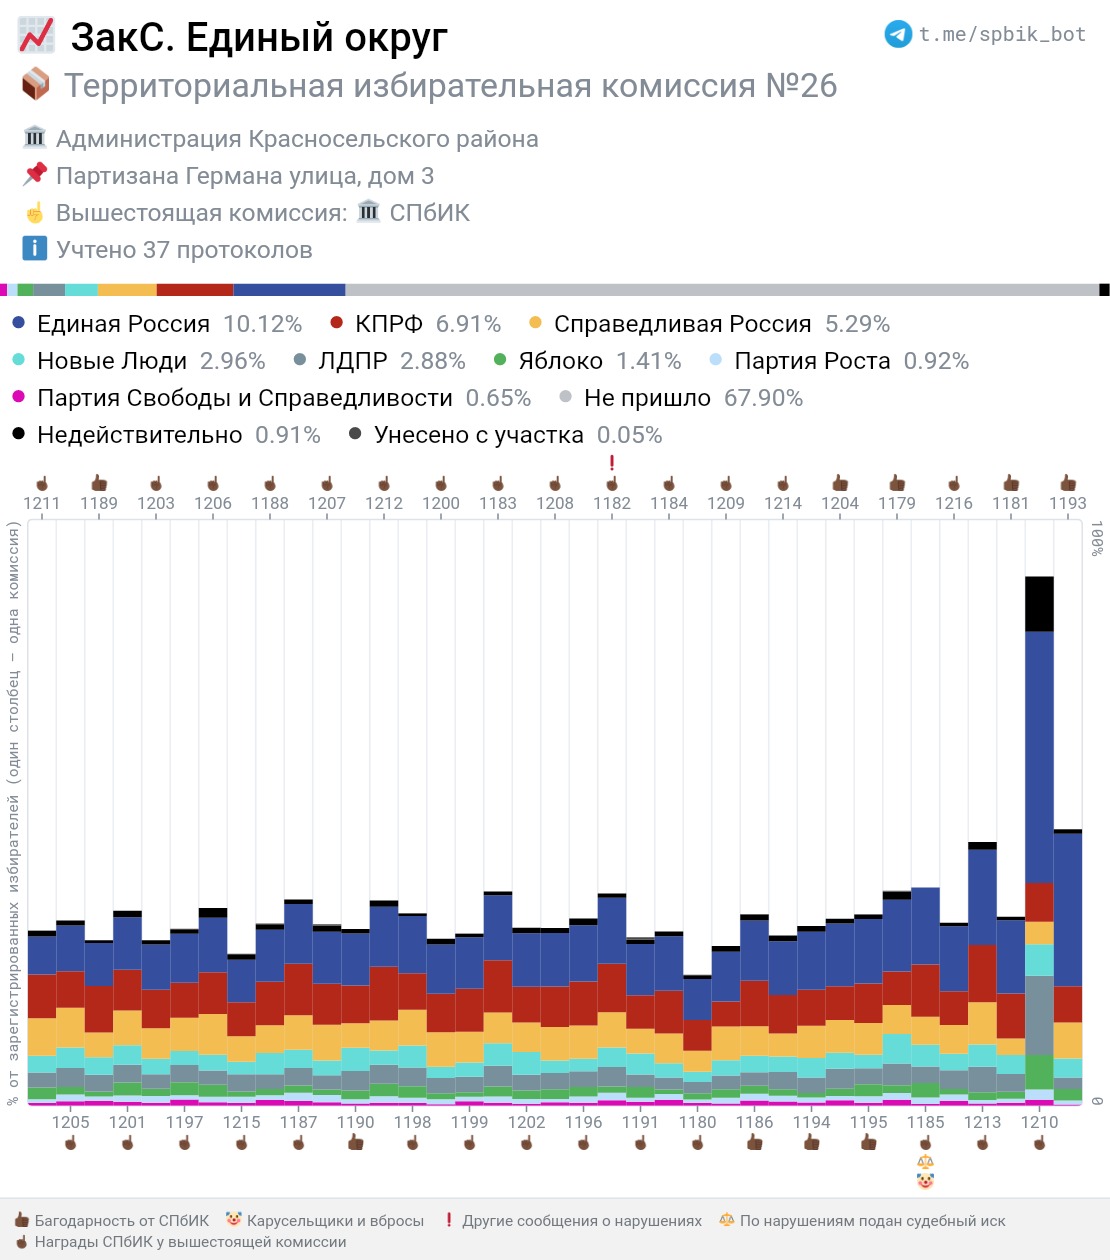 ЗакС. Единый округ
t.me/spbik_bot
Территориальная избирательная комиссия №26
Администрация Красносельского района
Партизана Германа улица, дом 3
Вышестоящая комиссия: СПбИК
Учтено 37 протоколов
Единая Россия 10.12% КПРФ 6.91% Справедливая Россия 5.29%
Новые Люди 2.96% ЛДПР 2.88% Яблоко 1.41% Партия Роста 0.92%
Партия Свободы и Справедливости 0.65% Не пришло 67.90%
Недействительно 0.91% Унесено с участка 0.05%
1211 1189 1203 1206 1188 1207 1212 1200 1183 1208 1182 1184 1209 1214 1204 1179 1216 1181 1193
% от зарегистрированных избирателей (один столбец – одна комиссия)
100%
0
1205 1201 1197 1215 1187 1190 1198 1199 1202 1196 1191 1180 1186 1194 1195 1185 1213 1210
Багодарность от СПбИК Карусельщики и вбросы Другие сообщения о нарушениях По нарушениям подан судебный иск
Награды СПбИК у вышестоящей комиссии